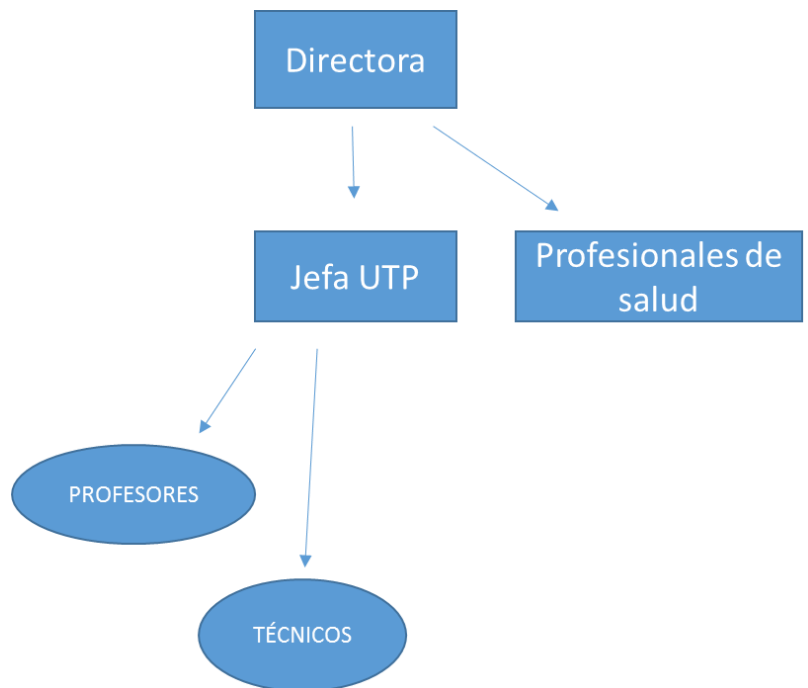 Directora
Jefa UTP
Profesionales de
salud
PROFESORES
TÉCNICOS